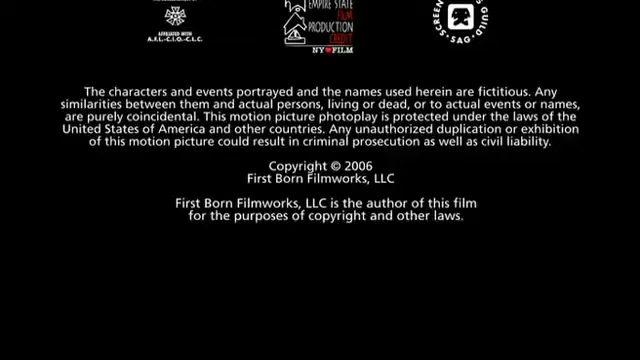 EMPIRE STATE
FILM
PRODUCTION
CREDIT
NY♥FILM
AFFILIATED WITH
A.F.L.-C.I.O.-C.L.C.
SCREEN
GUILD
SAG
The characters and events portrayed and the names used herein are fictitious. Any
similarities between them and actual persons, living or dead, or to actual events or names,
are purely coincidental. This motion picture photoplay is protected under the laws of the
United States of America and other countries. Any unauthorized duplication or exhibition
of this motion picture could result in criminal prosecution as well as civil liability.
Copyright © 2006
First Born Filmworks, LLC
First Born Filmworks, LLC is the author of this film
for the purposes of copyright and other laws.